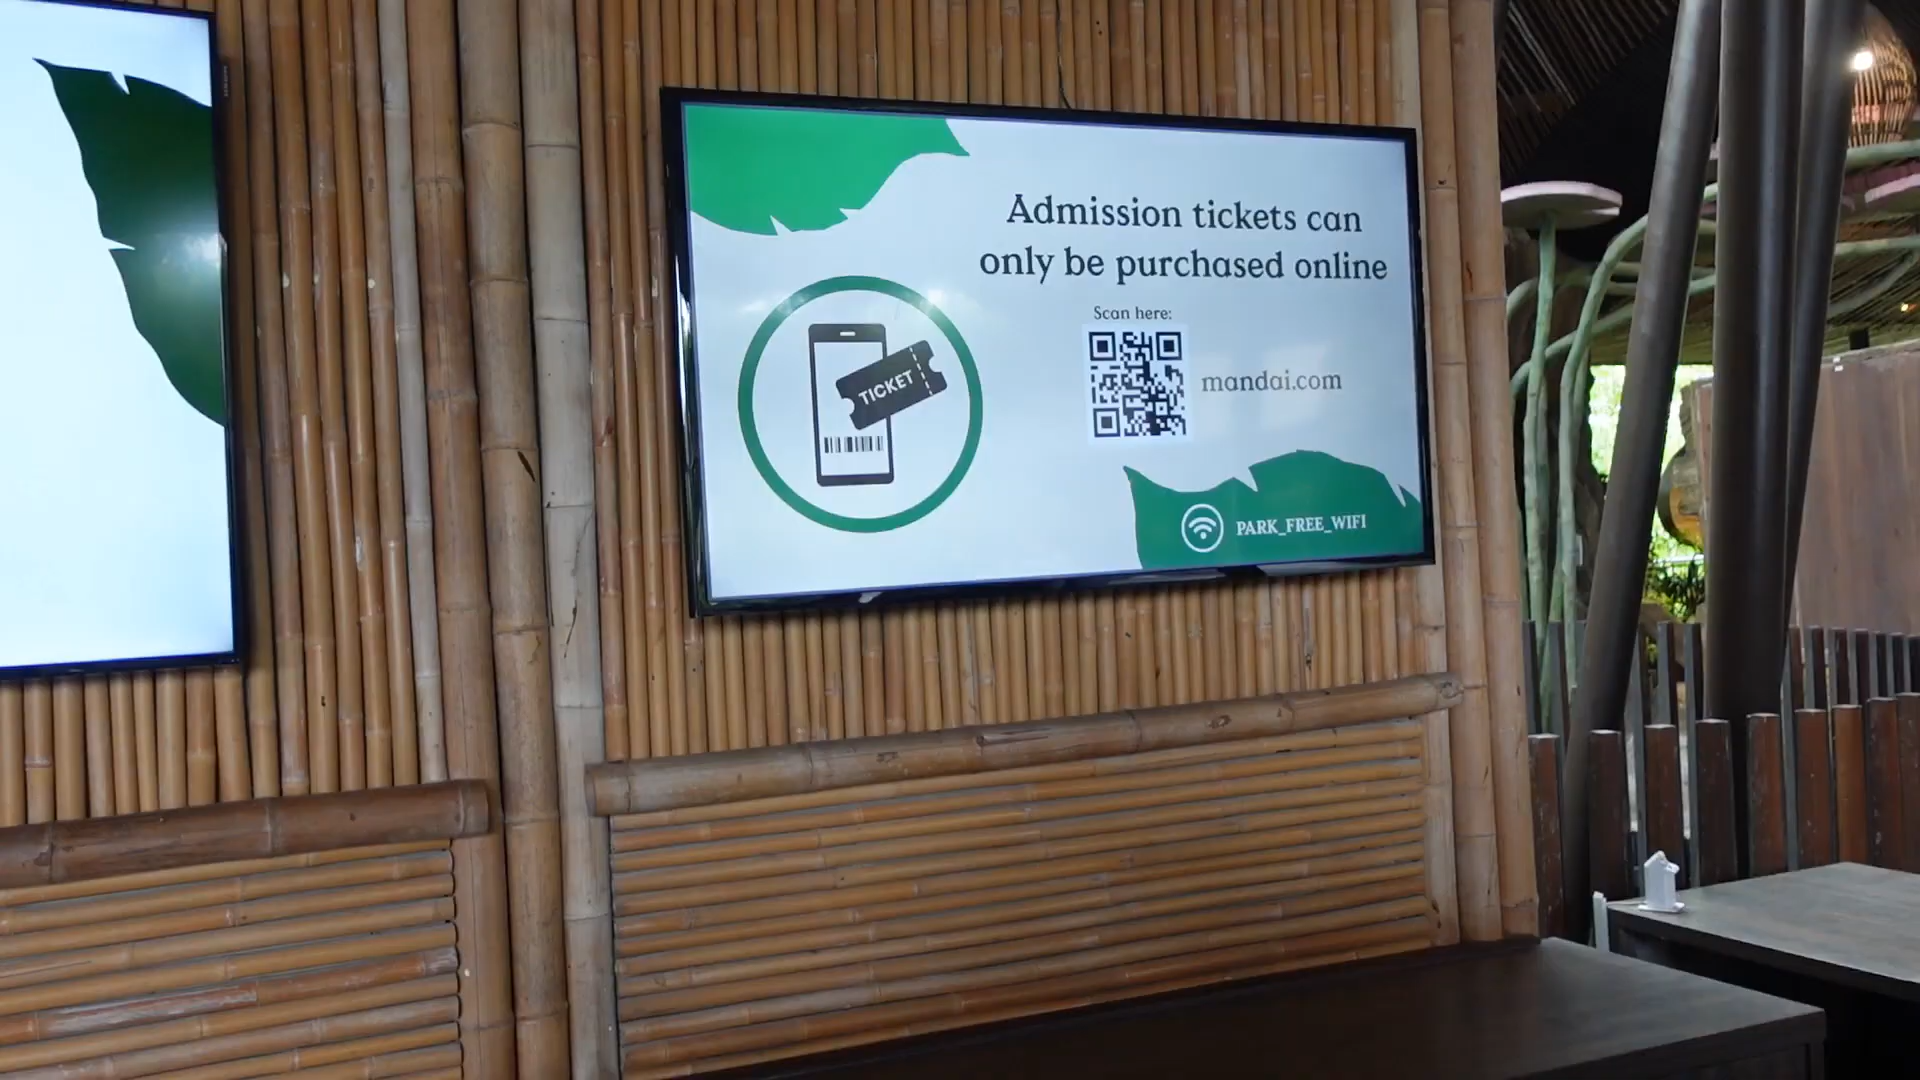 Admission tickets can
only be purchased online
Scan here:
TICKET
mandai.com
PARK_FREE_WIFI